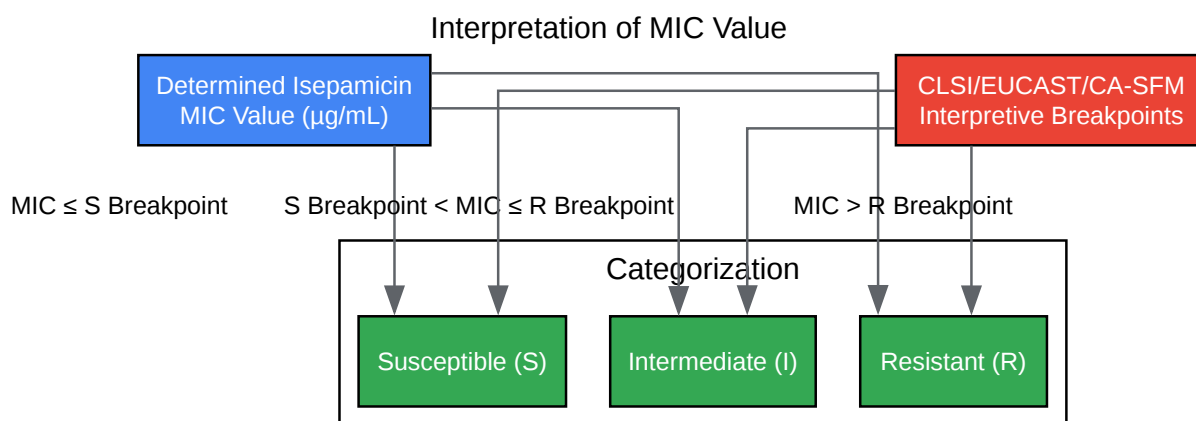 Interpretation of MIC Value
Determined Isepamicin
MIC Value (µg/mL)
CLSI/EUCAST/CA-SFM
Interpretive Breakpoints
MIC ≤ S Breakpoint
S Breakpoint < MIC ≤ R Breakpoint
MIC > R Breakpoint
Categorization
Susceptible (S)
Intermediate (I)
Resistant (R)